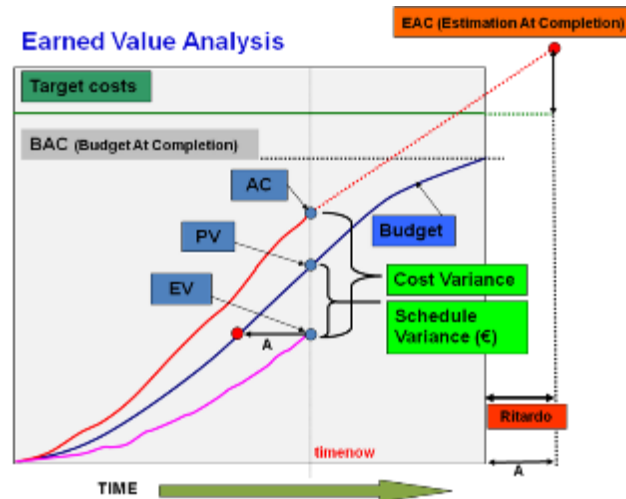 EAC (Estimation At Completion)
Earned Value Analysis
Target costs
BAC (Budget At Completion)
AC
PV
Budget
EV
Cost Variance
Schedule
Variance (€)
A
Ritardo
timenow
A
TIME